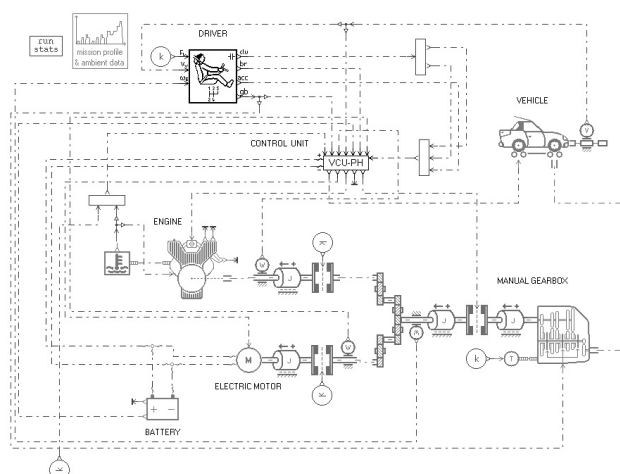 DRIVER
run
stats
mission profile
& ambient data
k
clu
br
acc
gb
VEHICLE
V
CONTROL UNIT
VCU-PH
ENGINE
W
J
MANUAL GEARBOX
J
J
k
T
W
M
J
ELECTRIC MOTOR
+ −
BATTERY